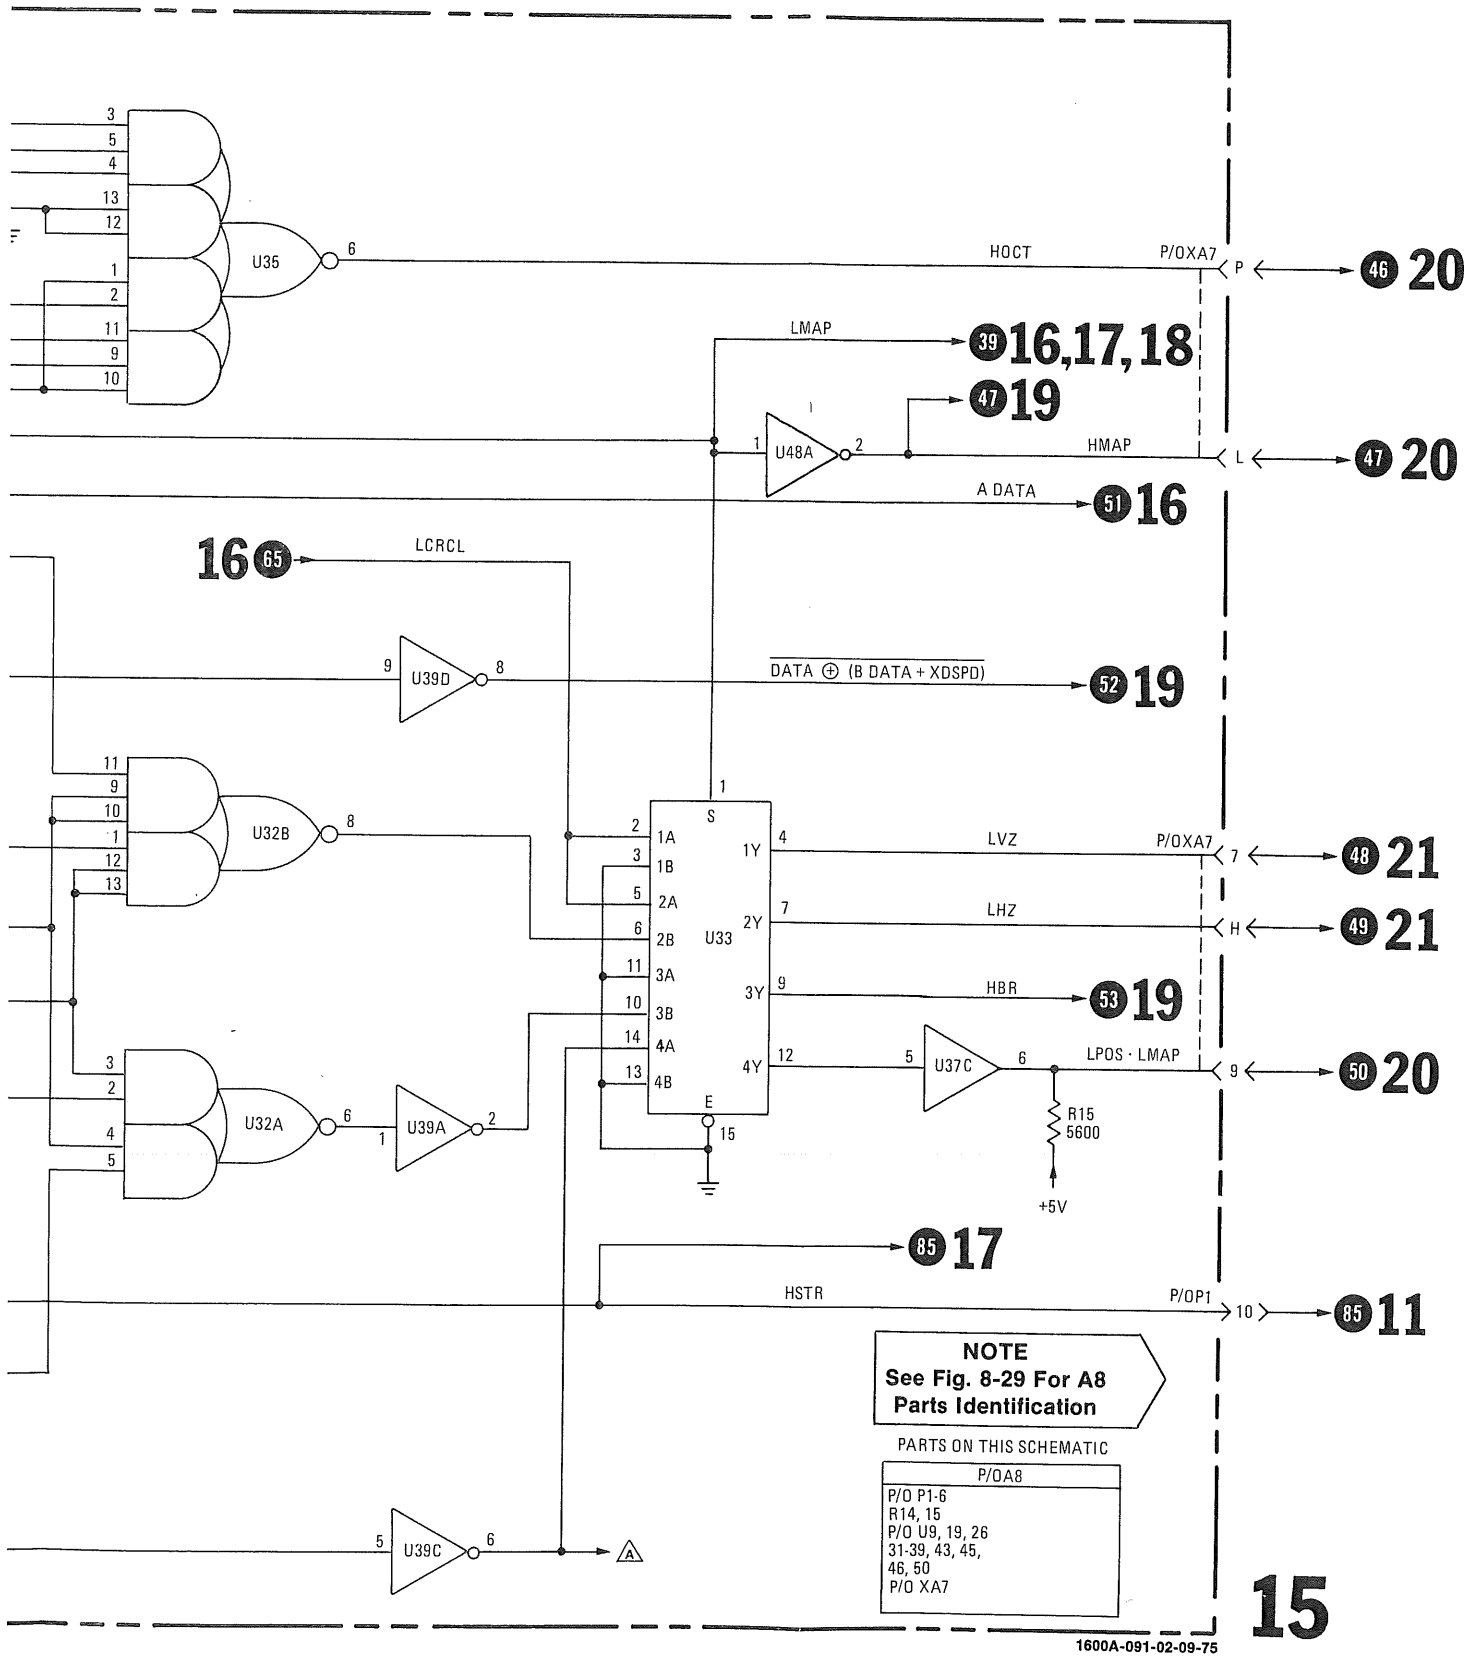 3
5
4
13
12
1
2
11
9
10
U35
6
HOCT
P/OXA7
P
46 20
LMAP
39 16, 17, 18
47 19
1
U48A
2
HMAP
L
47 20
A DATA
51 16
16 65
LCRCL
9
U39D
8
DATA ⊕ (B DATA + XDSPD)
52 19
11
9
10
1
12
13
U32B
8
1
S
2 1A
3 1B
5 2A
6 2B
11 3A
10 3B
14 4A
13 4B
U33
E
15
1Y 4
LVZ
P/OXA7
7
48 21
2Y 7
LHZ
H
49 21
3Y 9
HBR
53 19
4Y 12
5
U37C
6
LPOS · LMAP
9
50 20
R15
5600
+5V
3
2
4
5
U32A
6
1
U39A
2
85 17
HSTR
P/OP1
10
85 11
NOTE
See Fig. 8-29 For A8
Parts Identification
PARTS ON THIS SCHEMATIC
P/OA8
P/O P1-6
R14, 15
P/O U9, 19, 26
31-39, 43, 45,
46, 50
P/O XA7
5
U39C
6
A
15
1600A-091-02-09-75